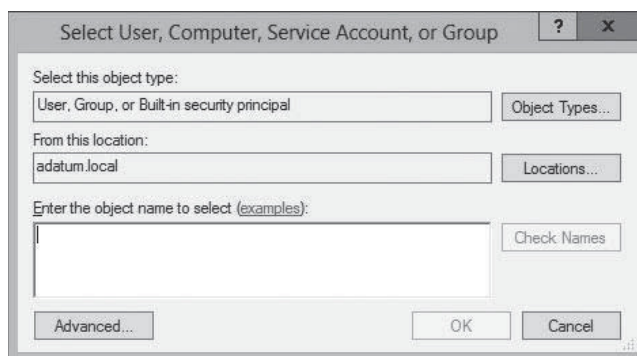 Select User, Computer, Service Account, or Group
? x
Select this object type:
User, Group, or Built-in security principal
Object Types...
From this location:
adatum.local
Locations...
Enter the object name to select (examples):
Check Names
Advanced...
OK
Cancel